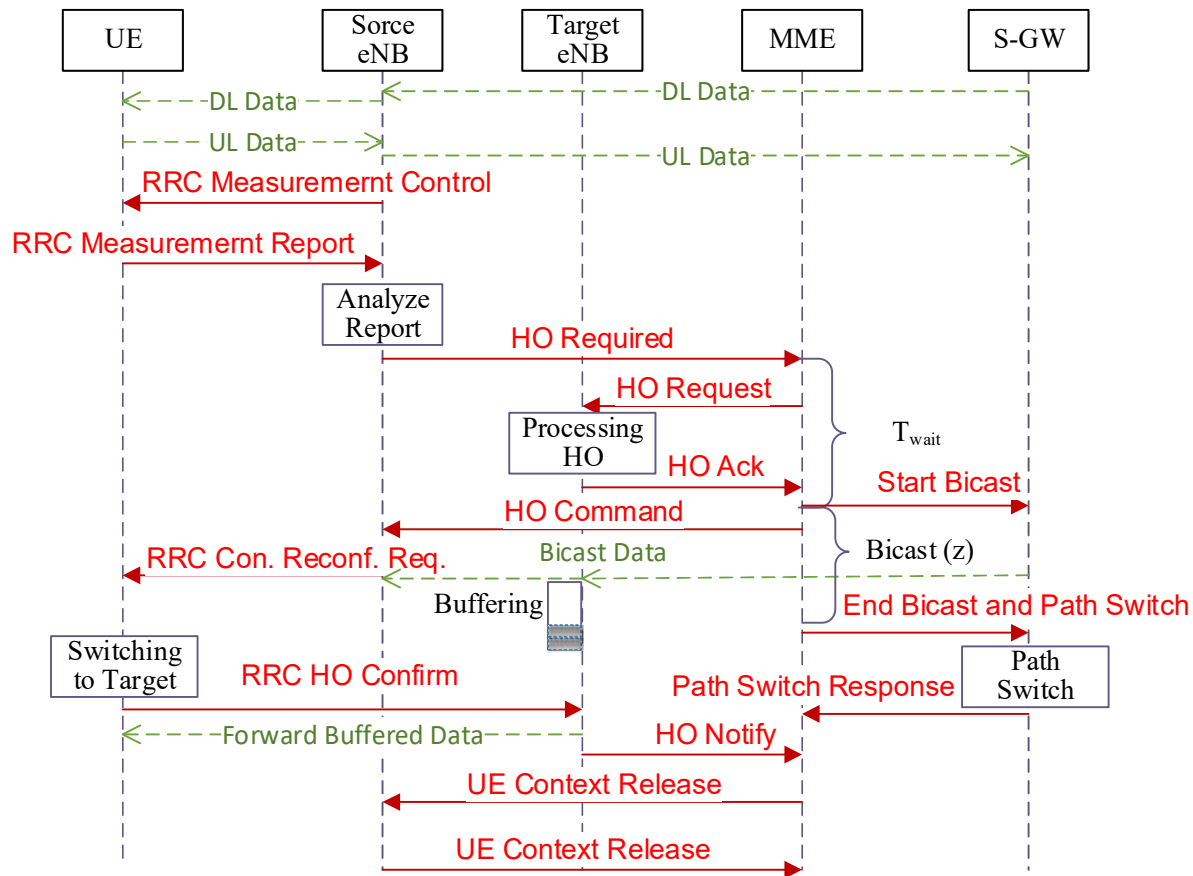 UE
Sorce
eNB
Target
eNB
MME
S-GW
DL Data
DL Data
UL Data
UL Data
RRC Measuremernt Control
RRC Measuremernt Report
Analyze
Report
HO Required
HO Request
Processing
HO
T_wait
HO Ack
Start Bicast
HO Command
RRC Con. Reconf. Req.
Bicast Data
Bicast (z)
Buffering
End Bicast and Path Switch
Switching
to Target
RRC HO Confirm
Path Switch Response
Path
Switch
Forward Buffered Data
HO Notify
UE Context Release
UE Context Release